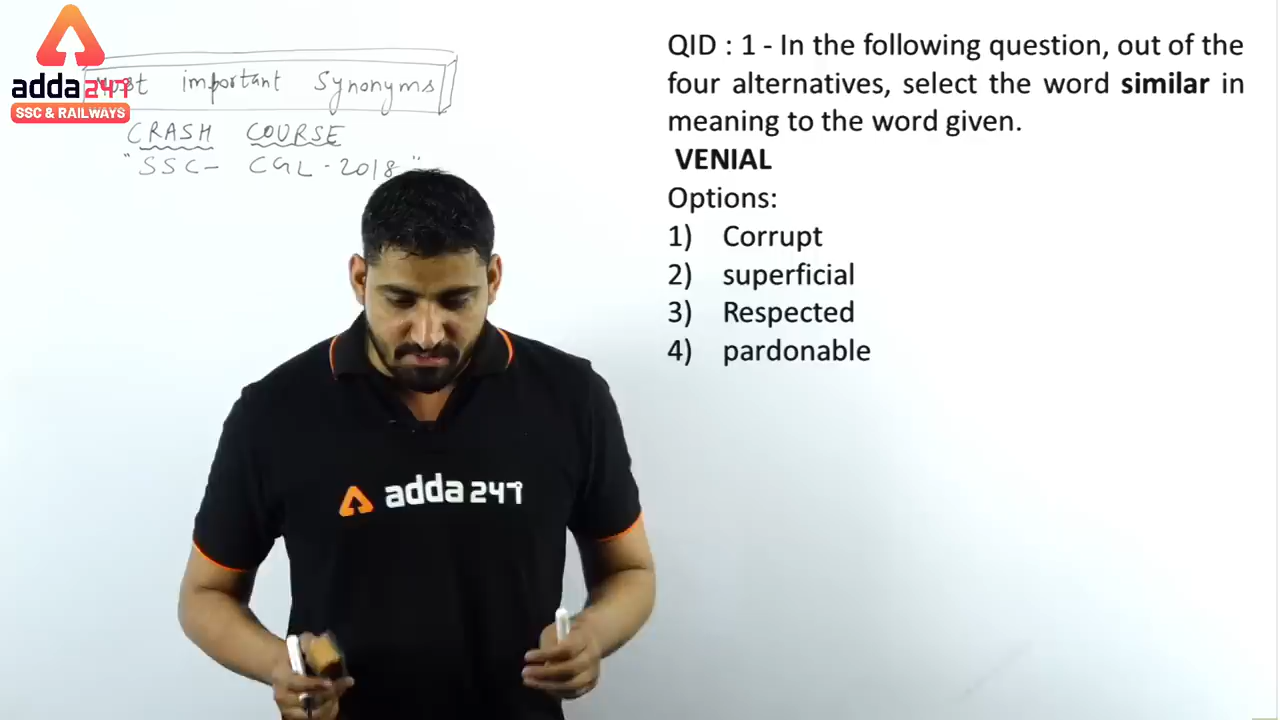 adda247
SSC & RAILWAYS
Most important Synonyms
CRASH COURSE
"SSC- CGL-2018"
adda 247
QID : 1 - In the following question, out of the
four alternatives, select the word similar in
meaning to the word given.
VENIAL
Options:
1) Corrupt
2) superficial
3) Respected
4) pardonable